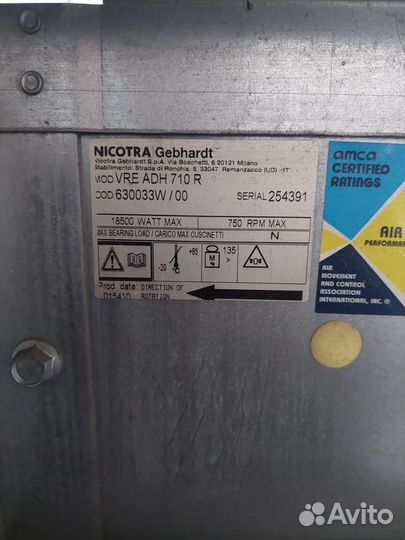 NICOTRA Gebhardt
Nicotra Gebhardt S.p.A. Via Boschetti, 6 20121 Milano
Stabilimento: Strada di Ronchis, 5 33047 Remanzacco (UD) -IT
MOD VRE ADH 710 R
COD 630033W / 00 SERIAL 254391
18500 WATT MAX 750 RPM MAX
MAX BEARING LOAD / CARICO MAX CUSCINETTI N
-20 +85 M 135 >
Prod. date: DIRECTION OF
015410 ROTATION
amca
CERTIFIED
RATINGS
AIR
PERFORMA
AIR
MOVEMENT
AND CONTROL
ASSOCIATION
INTERNATIONAL, INC. ®
Avito